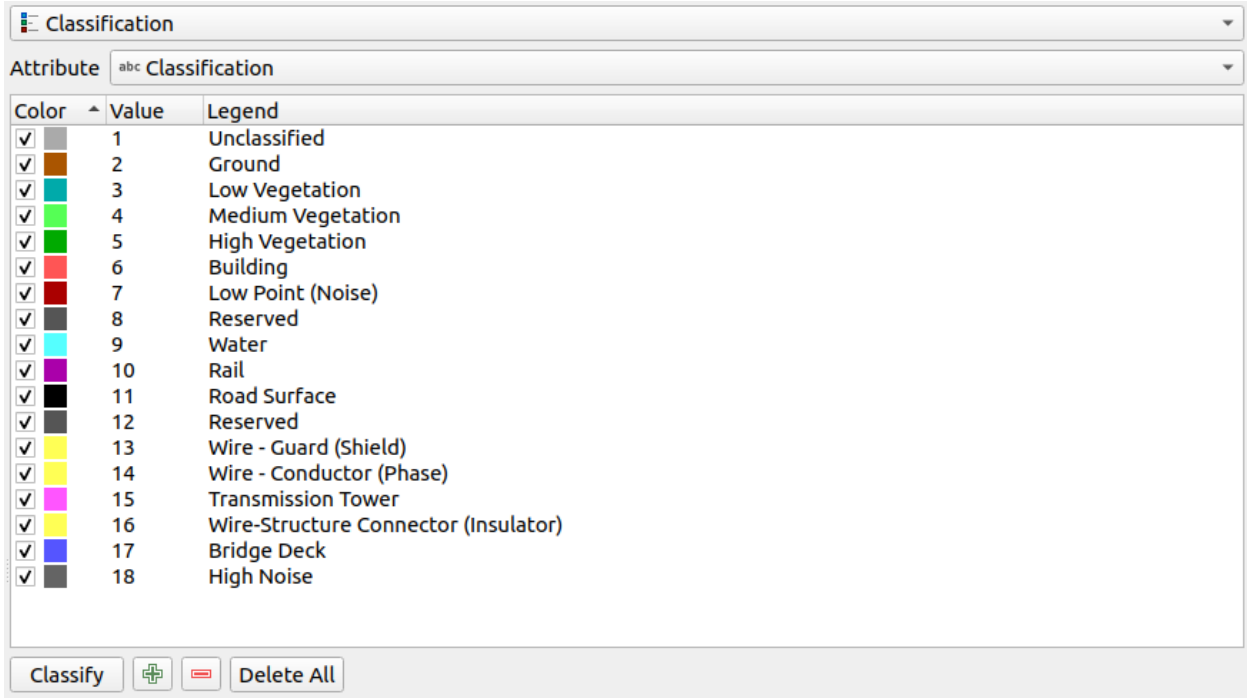 Classification
Attribute abc Classification
Color Value Legend
1 Unclassified
2 Ground
3 Low Vegetation
4 Medium Vegetation
5 High Vegetation
6 Building
7 Low Point (Noise)
8 Reserved
9 Water
10 Rail
11 Road Surface
12 Reserved
13 Wire - Guard (Shield)
14 Wire - Conductor (Phase)
15 Transmission Tower
16 Wire-Structure Connector (Insulator)
17 Bridge Deck
18 High Noise
Classify Delete All